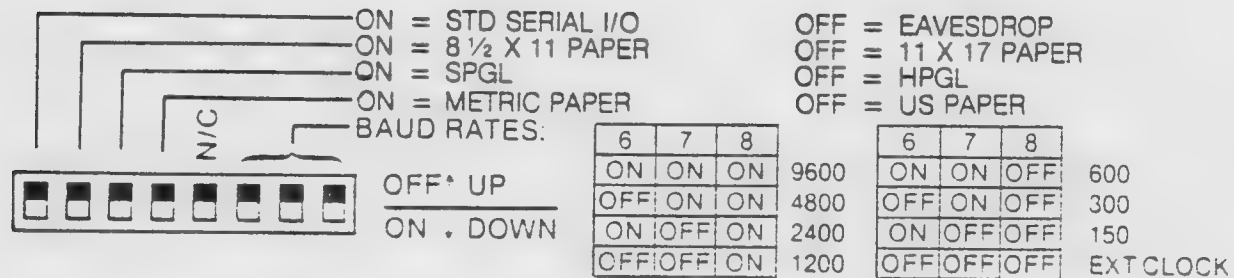 ON = STD SERIAL I/O OFF = EAVESDROP
ON = 8 ½ X 11 PAPER OFF = 11 X 17 PAPER
ON = SPGL OFF = HPGL
ON = METRIC PAPER OFF = US PAPER
N/C
BAUD RATES:
OFF UP
ON DOWN
6 7 8
ON ON ON 9600
OFF ON ON 4800
ON OFF ON 2400
OFF OFF ON 1200
6 7 8
ON ON OFF 600
OFF ON OFF 300
ON OFF OFF 150
OFF OFF OFF EXT CLOCK